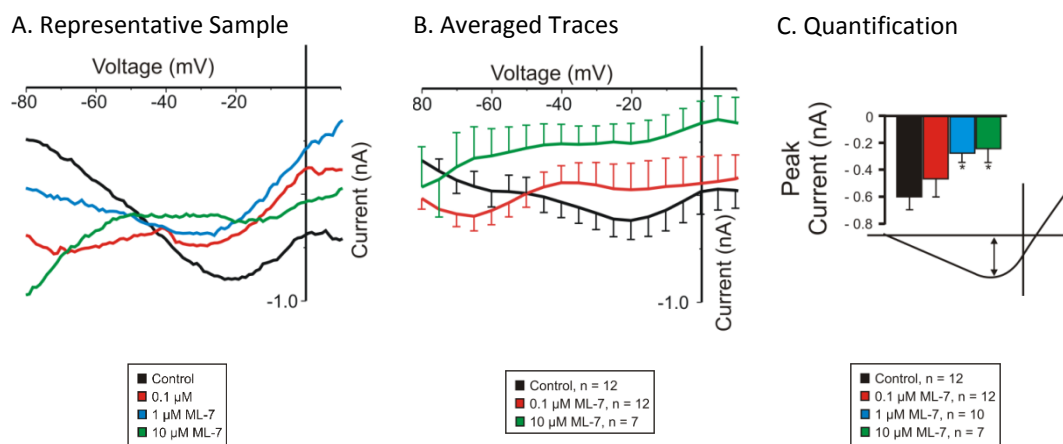 A. Representative Sample
Voltage (mV)
-80 -60 -40 -20
Current (nA)
-1.0
Control
0.1 µM
1 µM ML-7
10 µM ML-7
B. Averaged Traces
Voltage (mV)
80 -60 -40 -20
Current (nA)
-1.0
Control, n = 12
0.1 µM ML-7, n = 12
10 µM ML-7, n = 7
C. Quantification
Peak
Current (nA)
0
- 0.2
- 0.4
- 0.6
- 0.8
* *
Control, n = 12
0.1 µM ML-7, n = 12
1 µM ML-7, n = 10
10 µM ML-7, n = 7